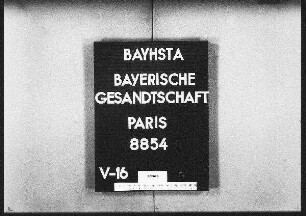 BAYHSTA
BAYERISCHE
GESANDTSCHAFT
PARIS
8854
V-16